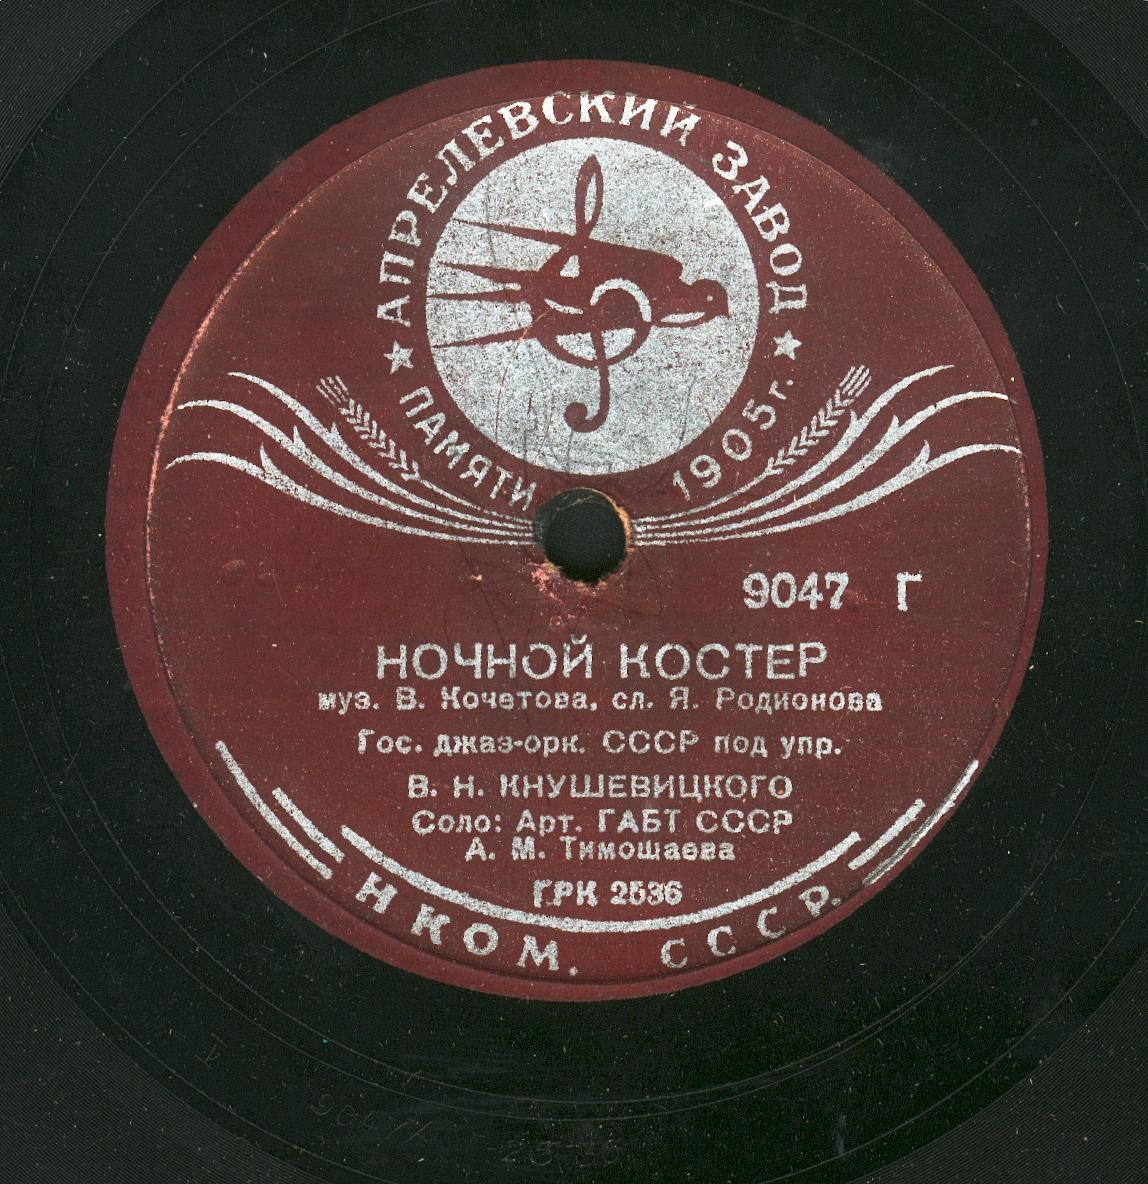 АПРЕЛЕВСКИЙ ЗАВОД
★ ПАМЯТИ 1905 г. ★
9047 Г
НОЧНОЙ КОСТЕР
муз. В. Кочетова, сл. Я. Родионова
Гос. джаз-орк. СССР под упр.
В. Н. КНУШЕВИЦКОГО
Соло: Арт. ГАБТ СССР
А. М. Тимошаева
ГРК 2536
НКОМ. СССР.